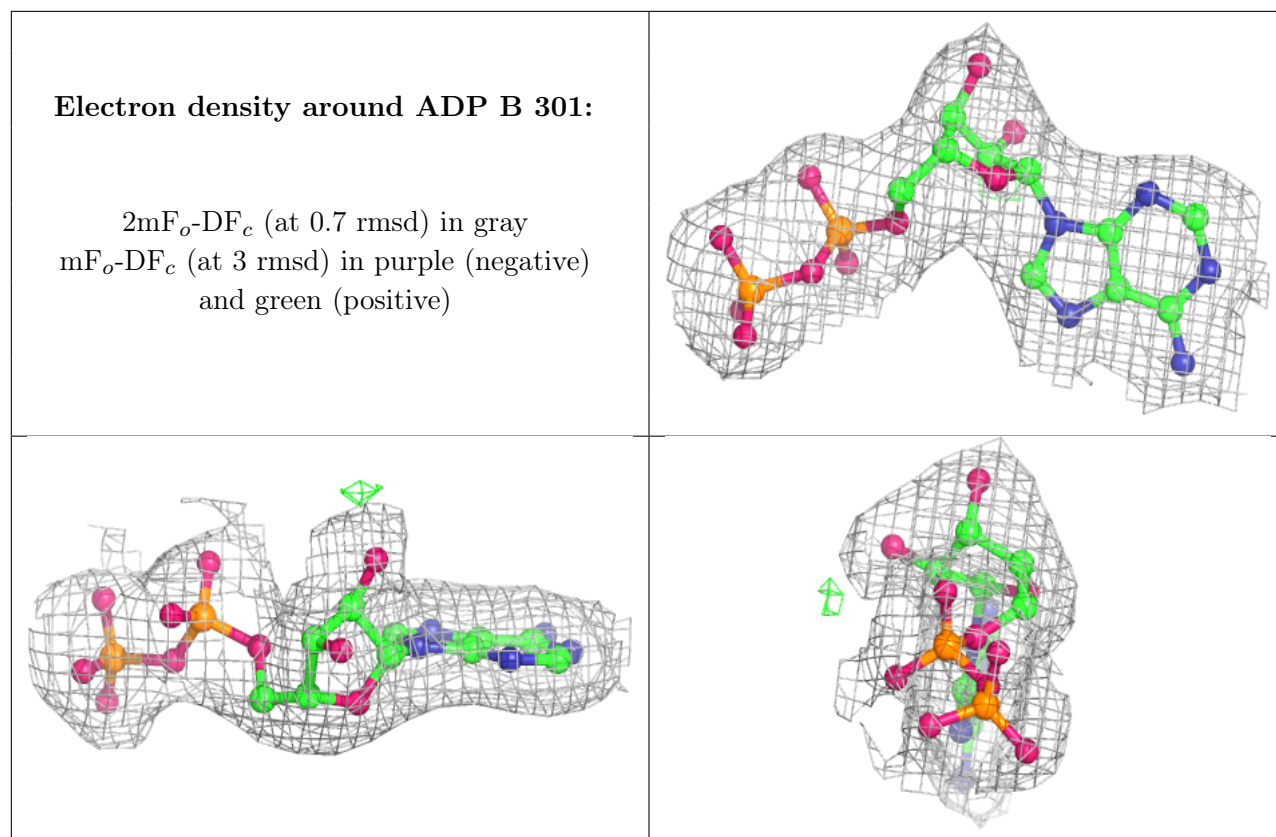 Electron density around ADP B 301:
2mFo-DFc (at 0.7 rmsd) in gray
mFo-DFc (at 3 rmsd) in purple (negative)
and green (positive)